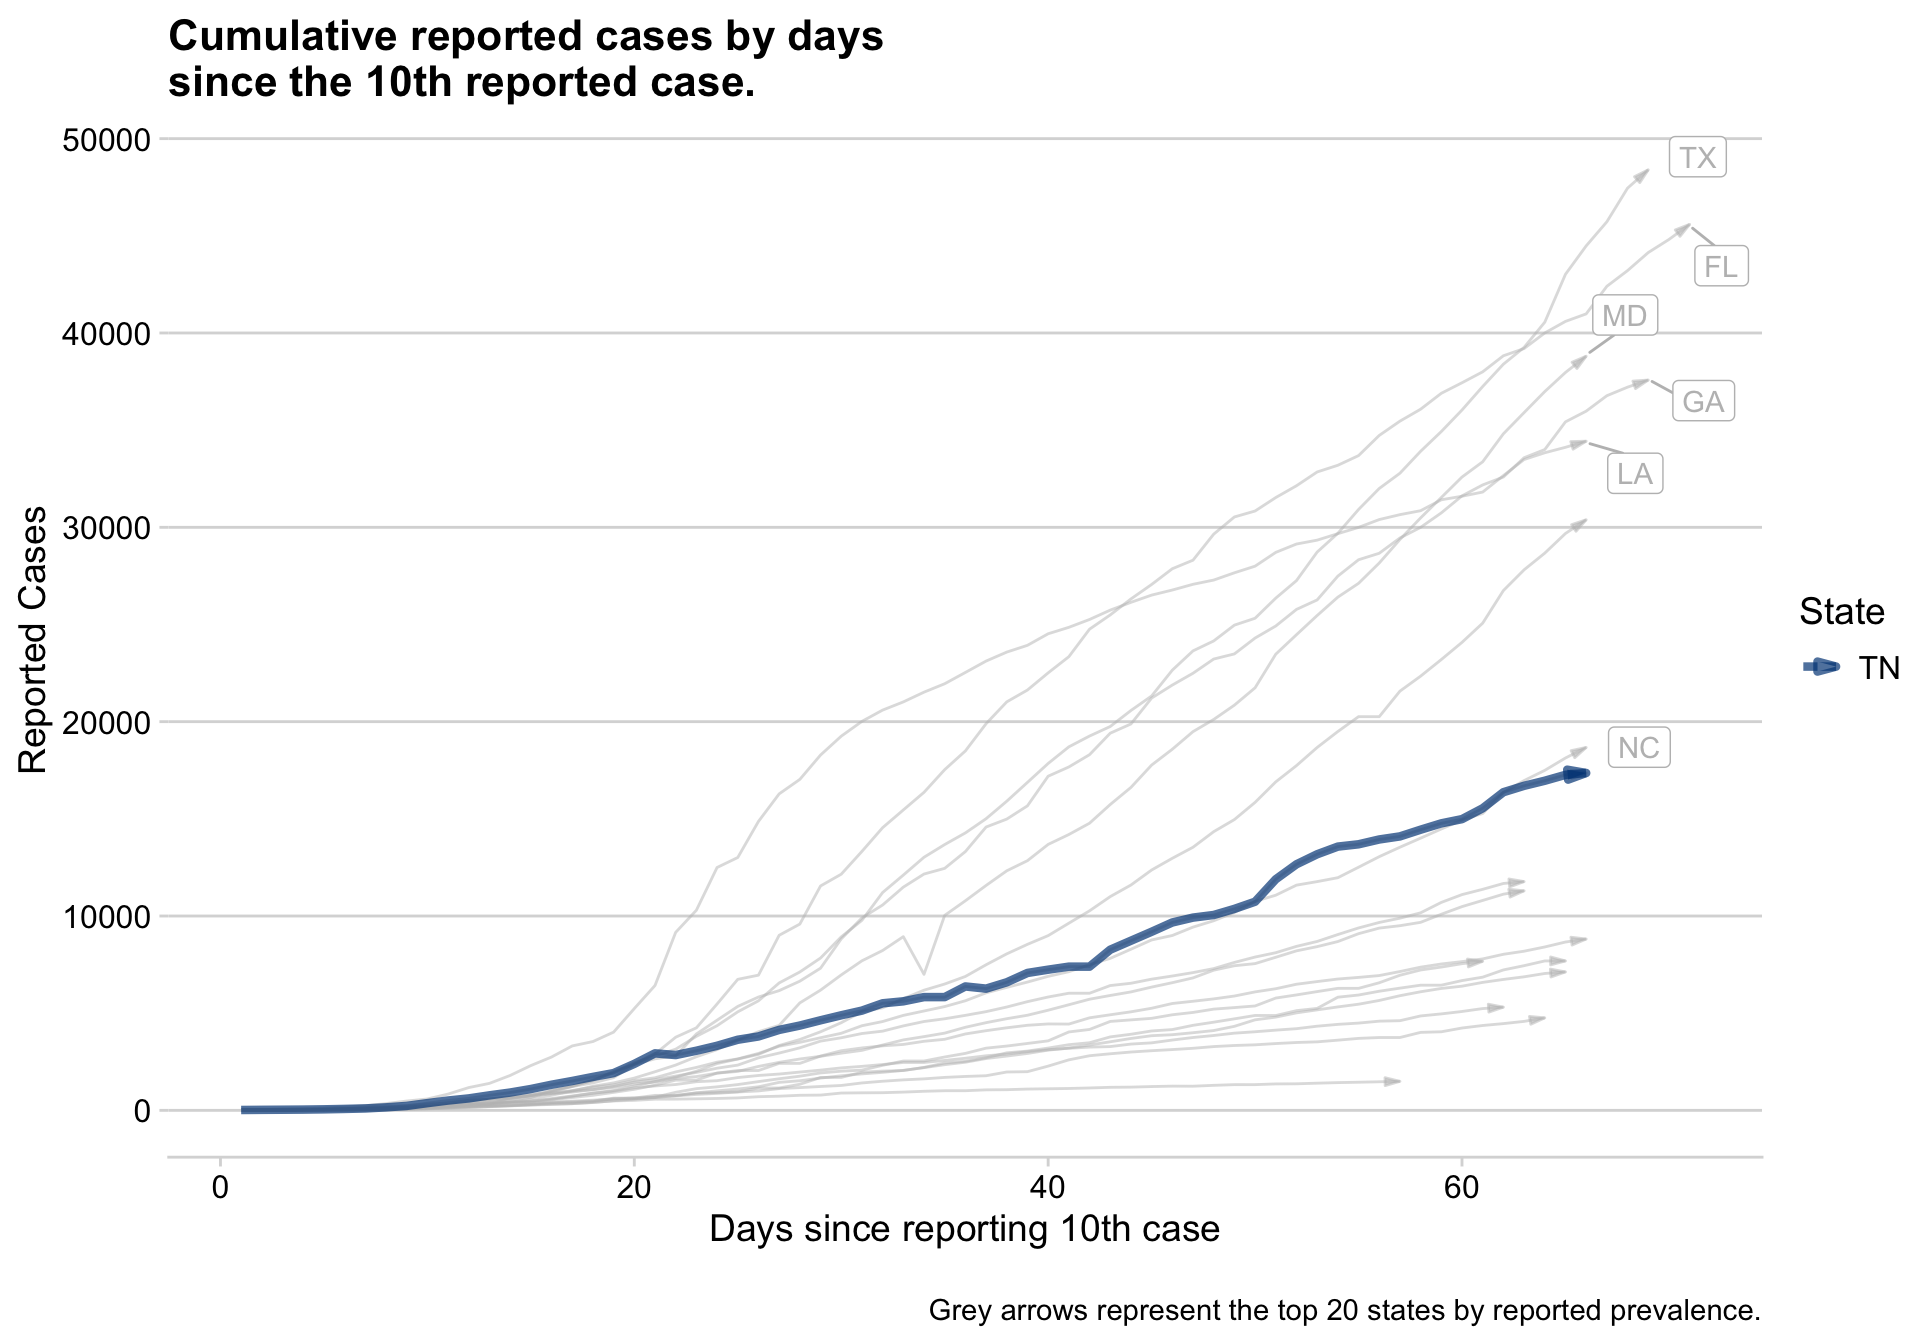 Cumulative reported cases by days
since the 10th reported case.
50000
40000
30000
20000
10000
0
Reported Cases
TX
FL
MD
GA
LA
NC
State
TN
0
20
40
60
Days since reporting 10th case
Grey arrows represent the top 20 states by reported prevalence.